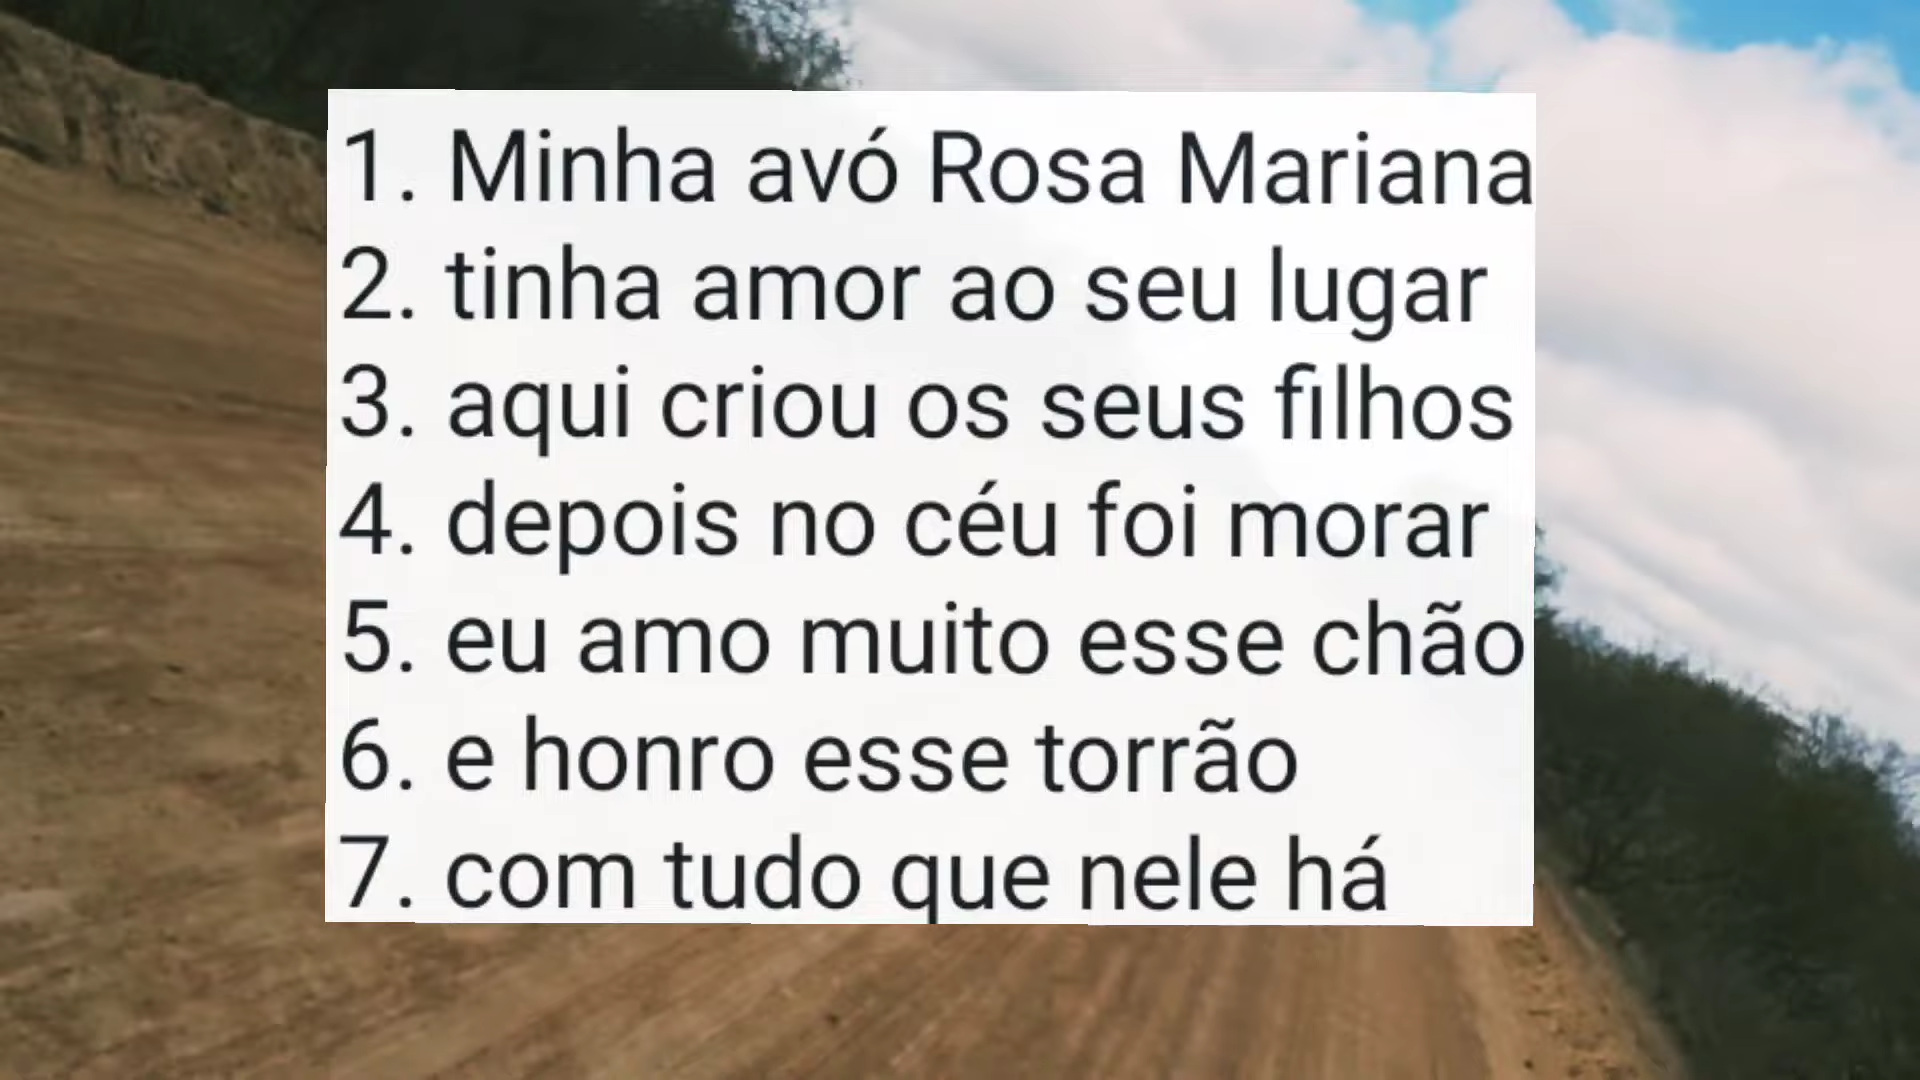 1. Minha avó Rosa Mariana
2. tinha amor ao seu lugar
3. aqui criou os seus filhos
4. depois no céu foi morar
5. eu amo muito esse chão
6. e honro esse torrão
7. com tudo que nele há